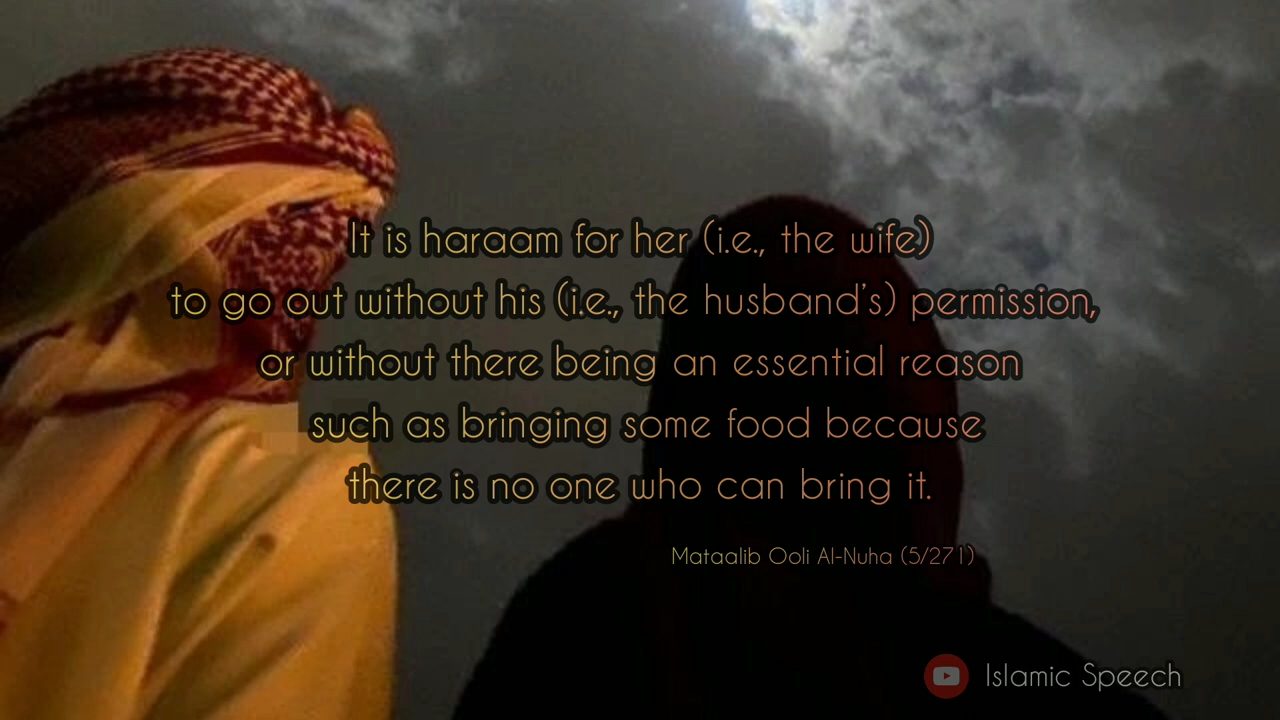 It is haraam for her (i.e., the wife)
to go out without his (i.e., the husband's) permission,
or without there being an essential reason
such as bringing some food because
there is no one who can bring it.
Mataalib Ooli Al-Nuha (5/271)
Islamic Speech